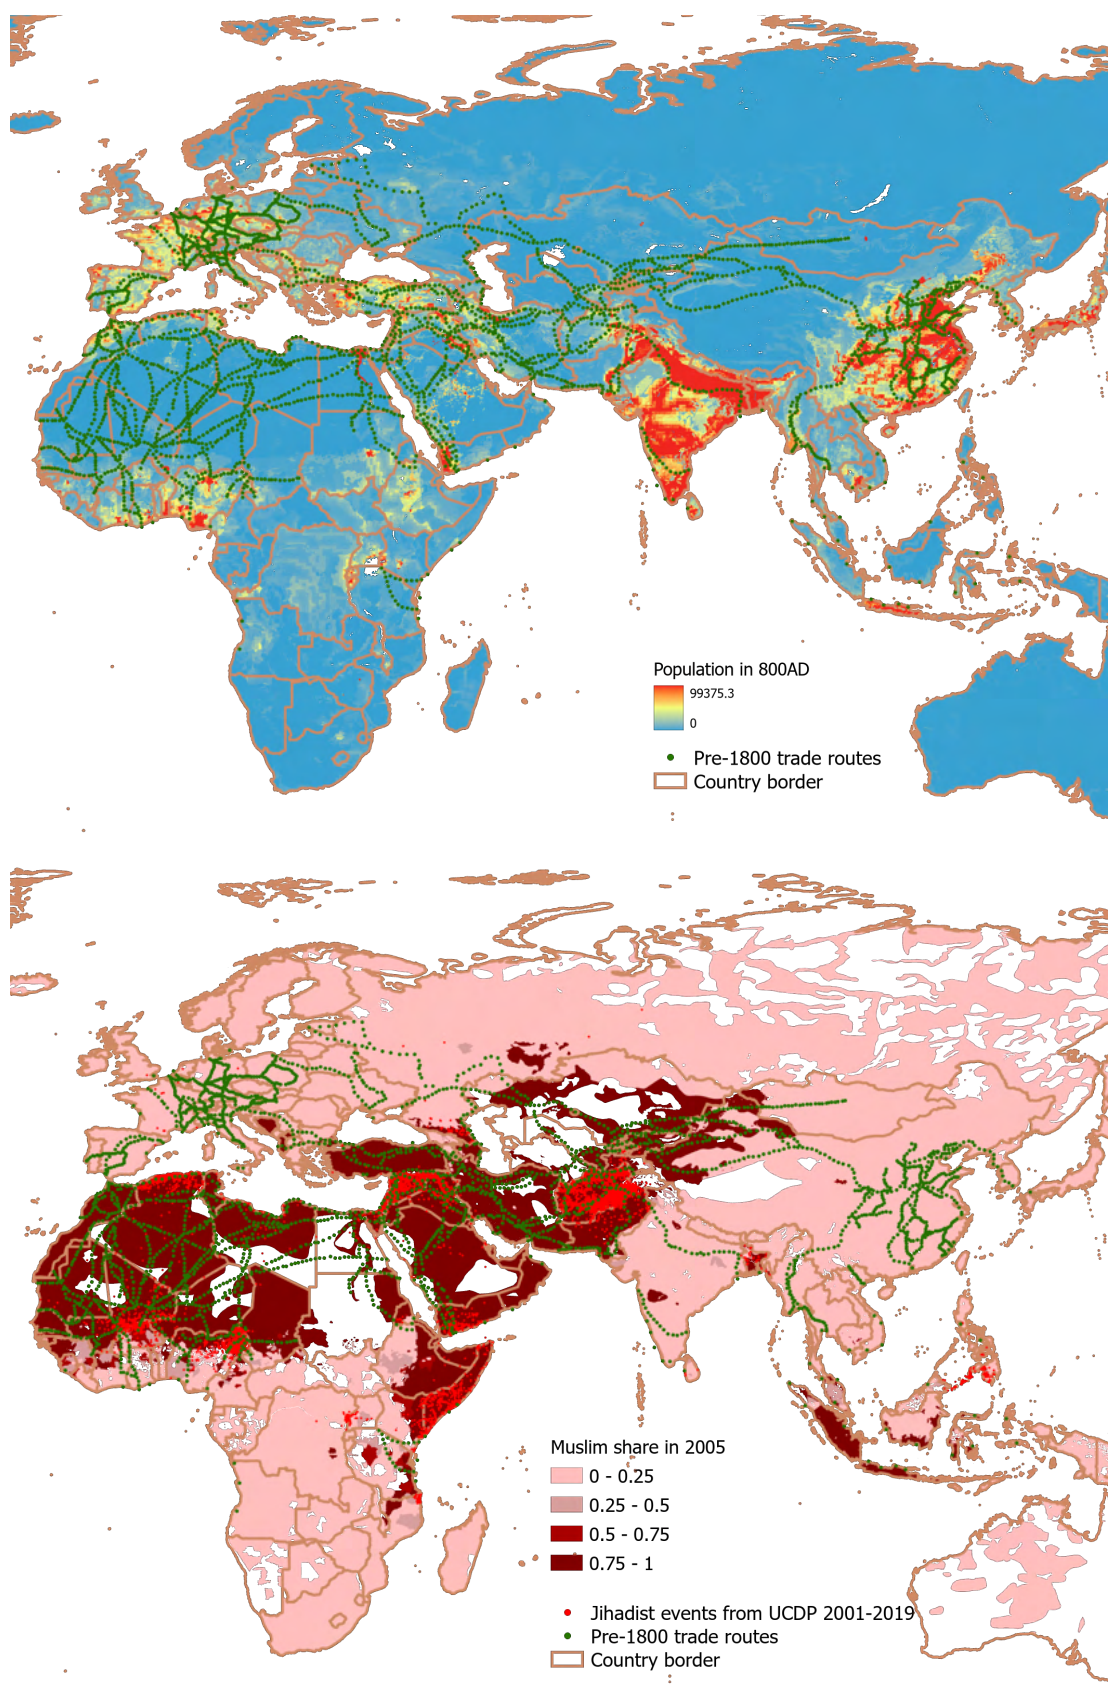 Population in 800AD
99375.3
0
Pre-1800 trade routes
Country border
Muslim share in 2005
0 - 0.25
0.25 - 0.5
0.5 - 0.75
0.75 - 1
Jihadist events from UCDP 2001-2019
Pre-1800 trade routes
Country border